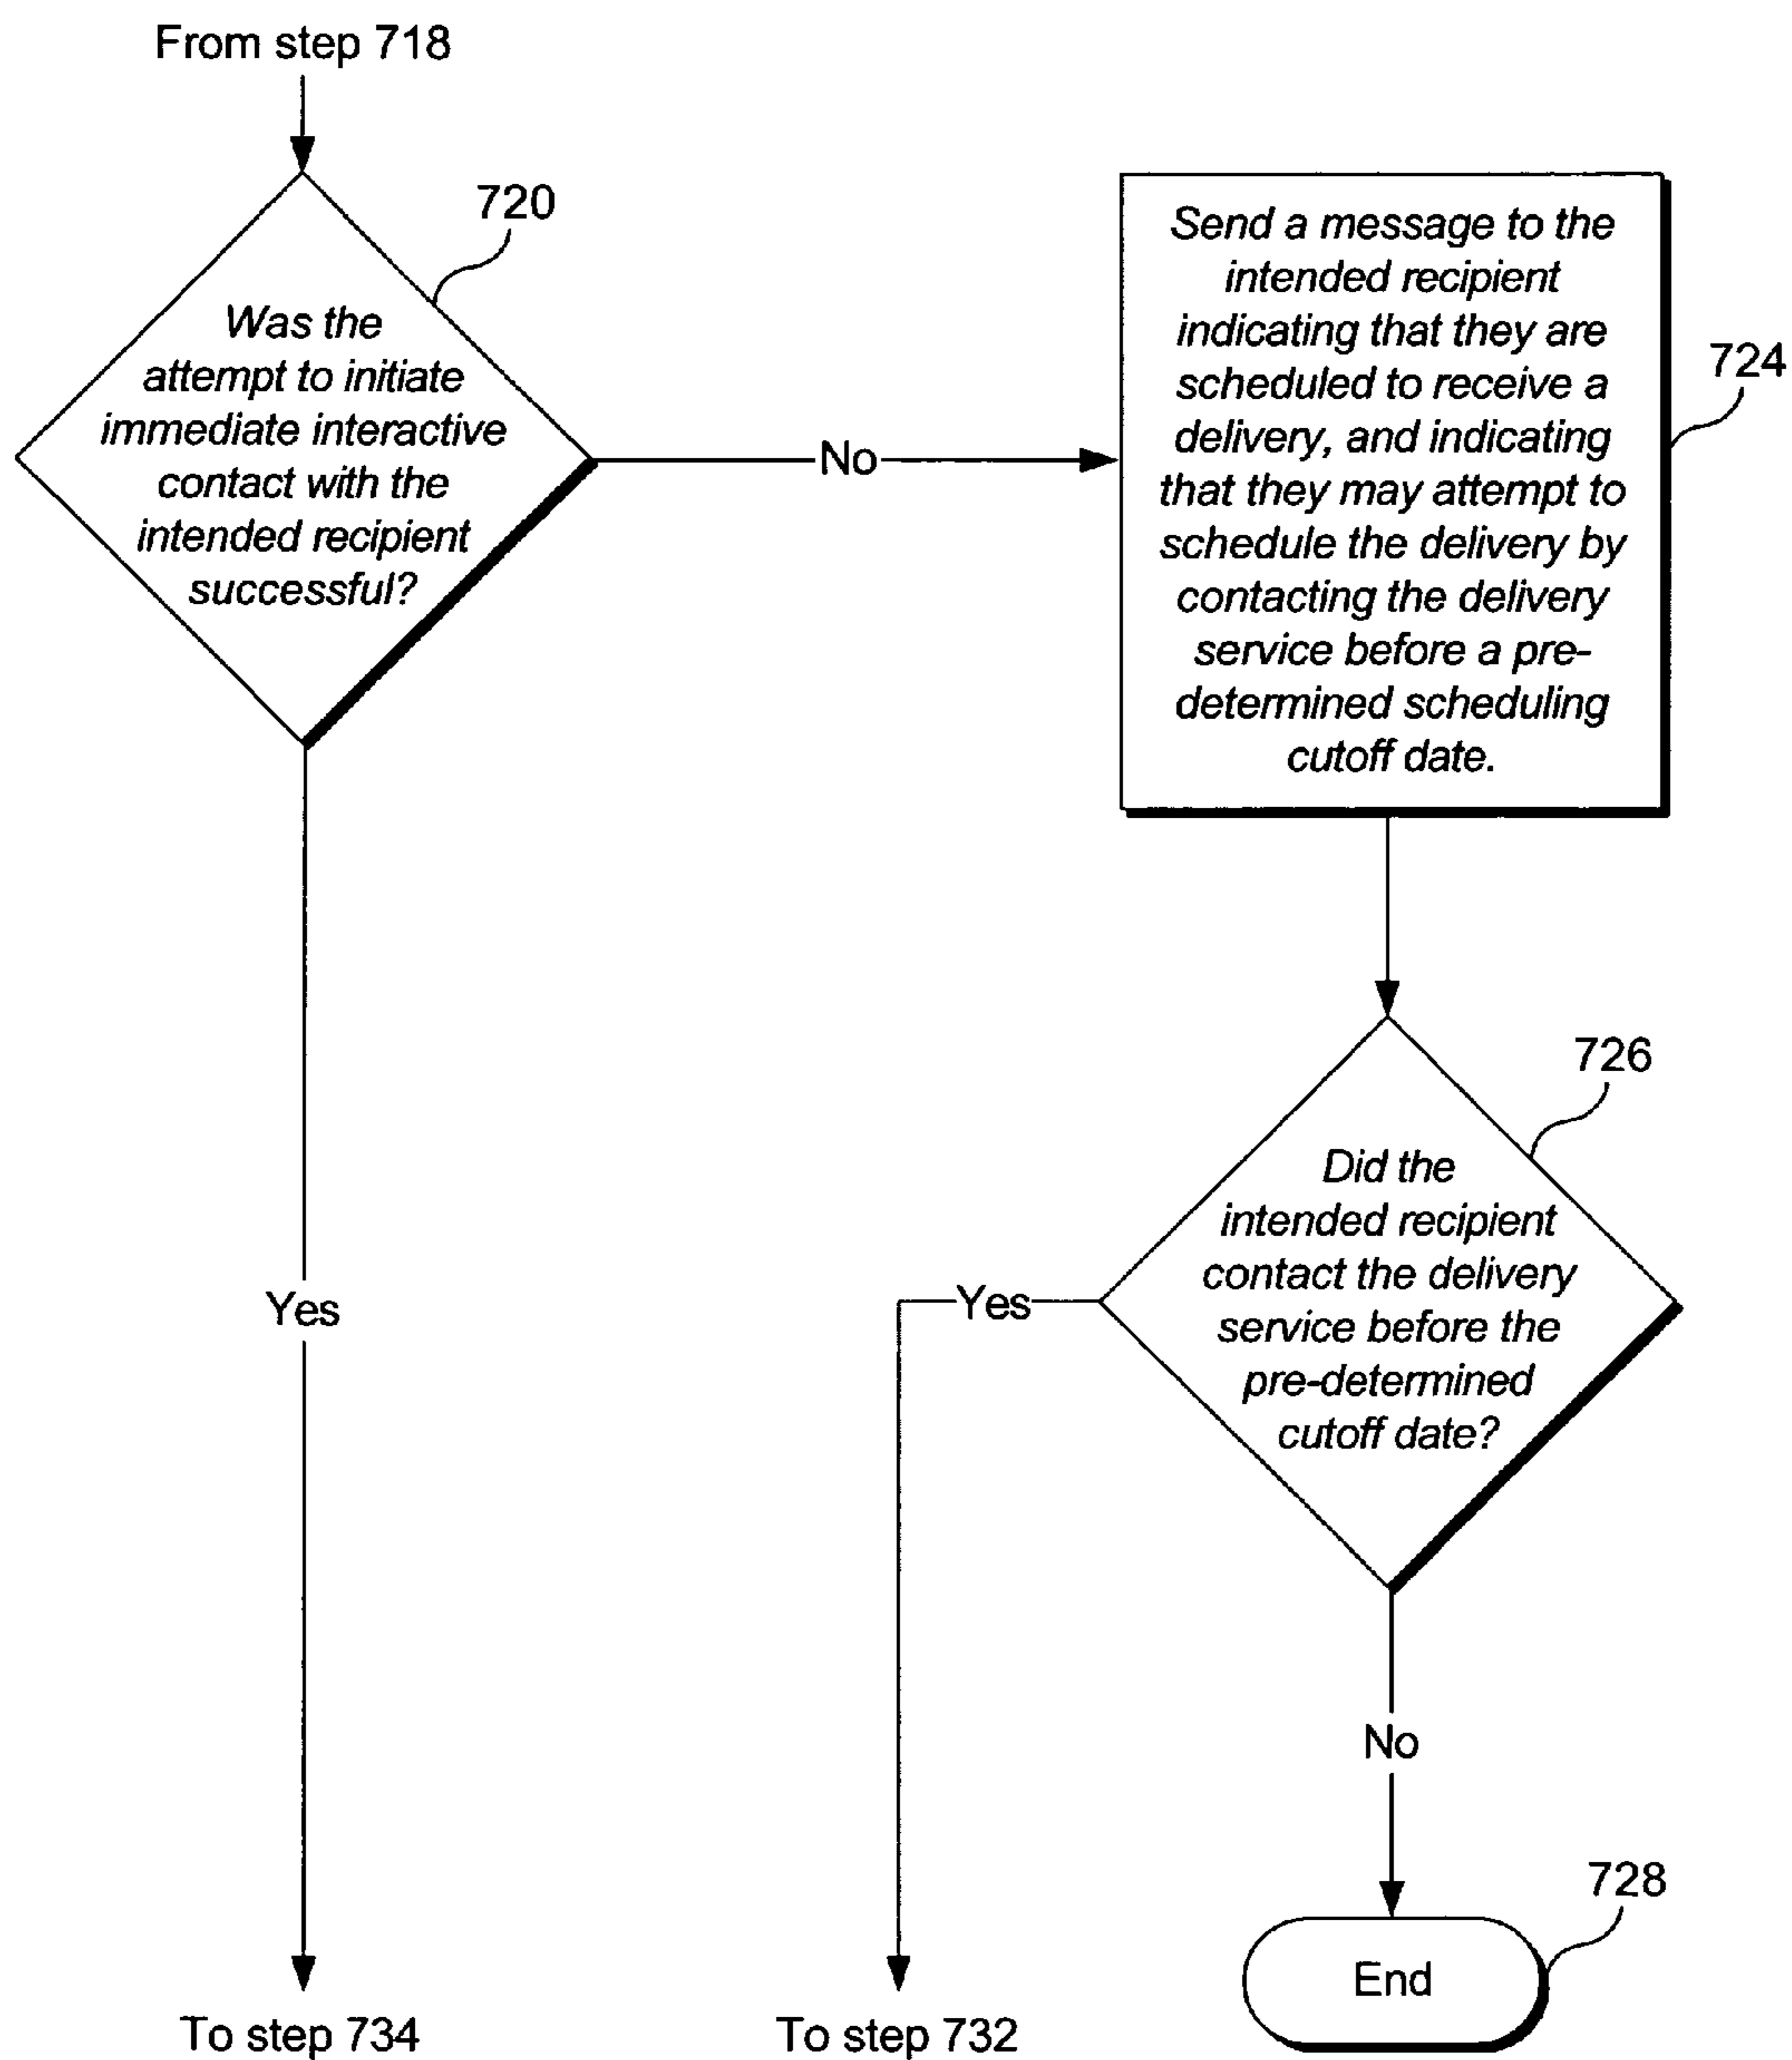 From step 718
720
Was the
attempt to initiate
immediate interactive
contact with the
intended recipient
successful?
No
Send a message to the
intended recipient
indicating that they are
scheduled to receive a
delivery, and indicating
that they may attempt to
schedule the delivery by
contacting the delivery
service before a pre-
determined scheduling
cutoff date.
724
726
Did the
intended recipient
contact the delivery
service before the
pre-determined
cutoff date?
Yes
Yes
No
728
End
To step 734
To step 732